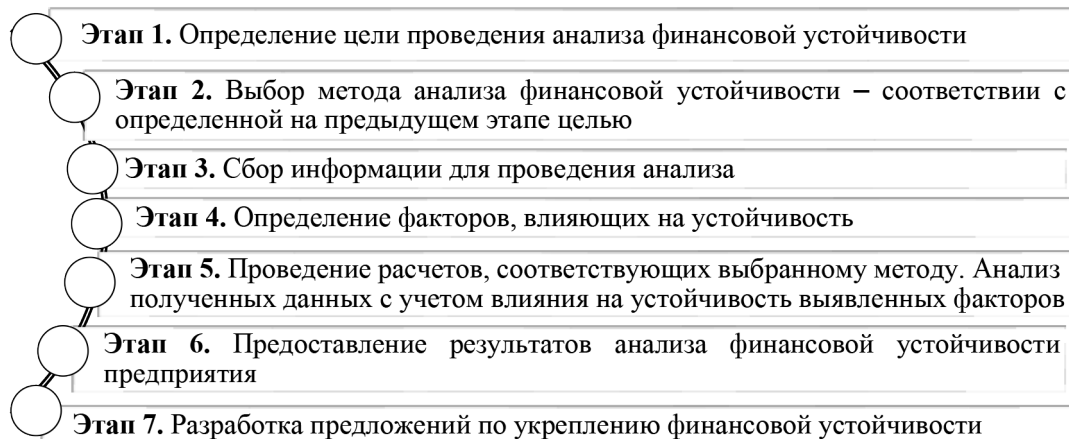 Этап 1. Определение цели проведения анализа финансовой устойчивости
Этап 2. Выбор метода анализа финансовой устойчивости – соответствии с
определенной на предыдущем этапе целью
Этап 3. Сбор информации для проведения анализа
Этап 4. Определение факторов, влияющих на устойчивость
Этап 5. Проведение расчетов, соответствующих выбранному методу. Анализ
полученных данных с учетом влияния на устойчивость выявленных факторов
Этап 6. Предоставление результатов анализа финансовой устойчивости
предприятия
Этап 7. Разработка предложений по укреплению финансовой устойчивости